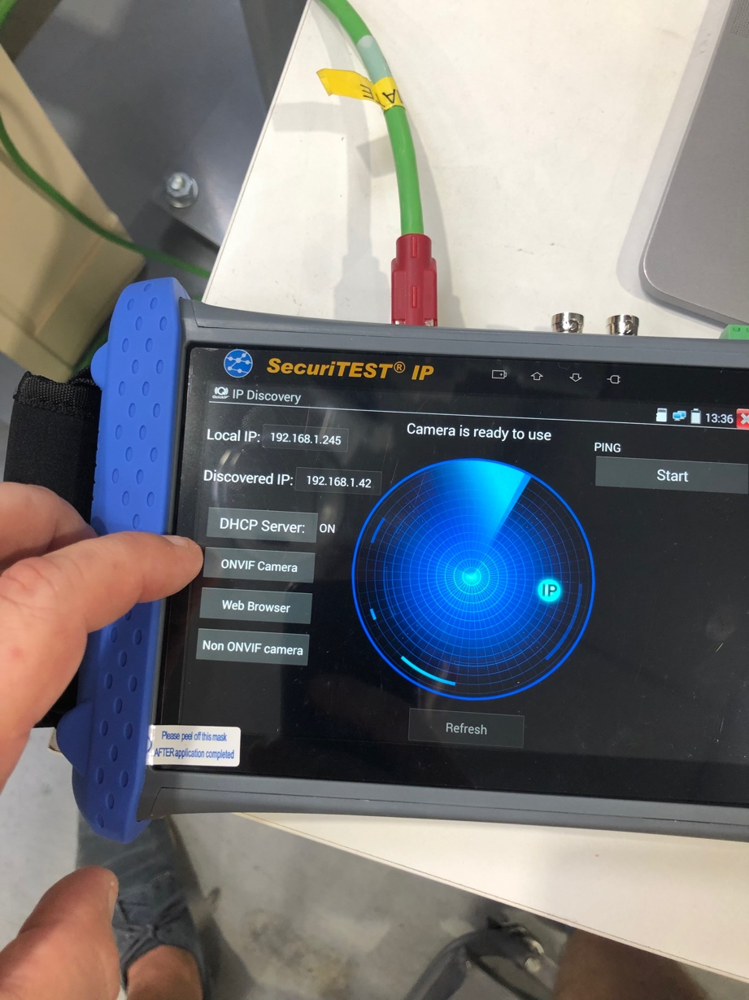 SecuriTEST® IP
IP Discovery
13:36
Local IP: 192.168.1.245
Camera is ready to use
PING
Discovered IP: 192.168.1.42
Start
DHCP Server: ON
ONVIF Camera
IP
Web Browser
Non ONVIF camera
Refresh
Please peel off this mask
AFTER application completed